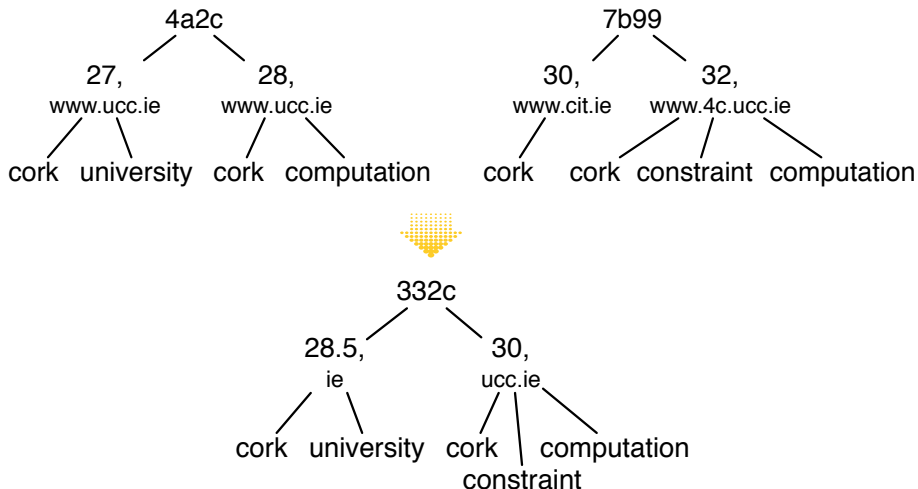 4a2c 7b99
27, 28, 30, 32,
www.ucc.ie www.ucc.ie www.cit.ie www.4c.ucc.ie
cork university cork computation cork cork constraint computation
332c
28.5, 30,
ie ucc.ie
cork university cork computation
constraint